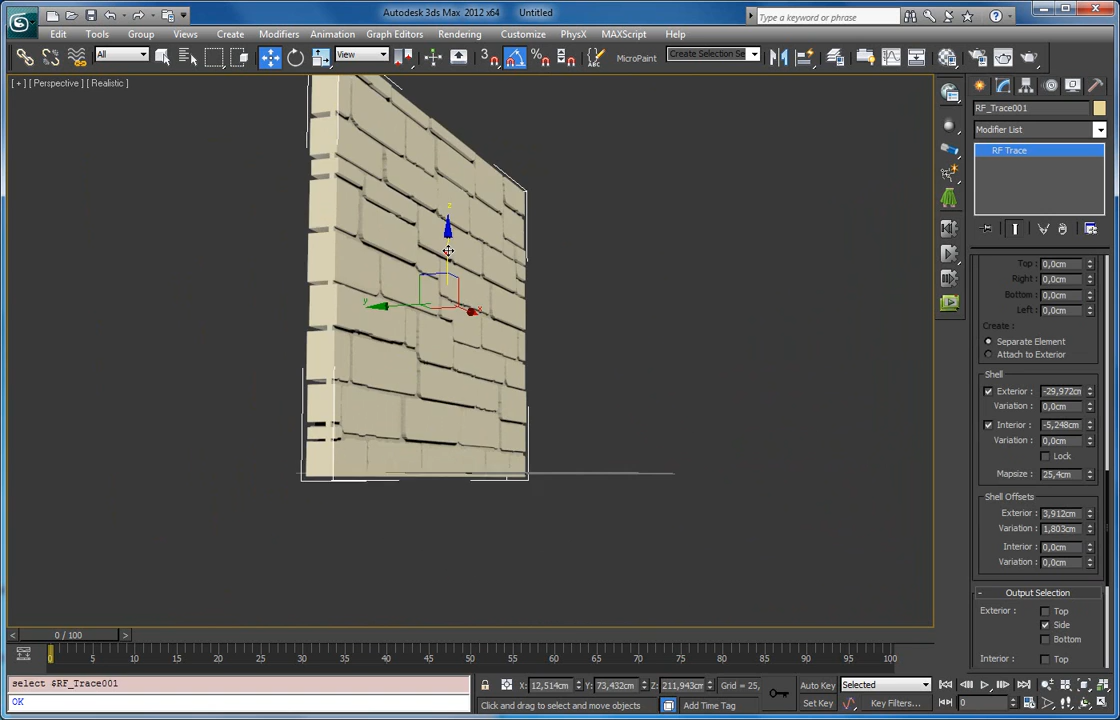 Autodesk 3ds Max 2012 x64 Untitled
Type a keyword or phrase
Edit Tools Group Views Create Modifiers Animation Graph Editors Rendering Customize PhysX MAXScript Help
All View MicroPaint Create Selection Se
[ + ] [ Perspective ] [ Realistic ]
RF_Trace001
Modifier List
RF Trace
Top : 0,0cm
Right : 0,0cm
Bottom : 0,0cm
Left : 0,0cm
Create :
Separate Element
Attach to Exterior
Shell
Exterior : -29,972cm
Variation : 0,0cm
Interior : -5,248cm
Variation : 0,0cm
Lock
Mapsize : 25,4cm
Shell Offsets
Exterior : 3,912cm
Variation : 1,803cm
Interior : 0,0cm
Variation : 0,0cm
- Output Selection
Exterior : Top
Side
Bottom
Interior : Top
z
y
x
< 0 / 100 >
0 5 10 15 20 25 30 35 40 45 50 55 60 65 70 75 80 85 90 95 100
select $RF_Trace001
OK
X: 12,514cm Y: 73,432cm Z: 211,943cm Grid = 25,
Click and drag to select and move objects
Add Time Tag
Auto Key Selected
Set Key Key Filters... 0